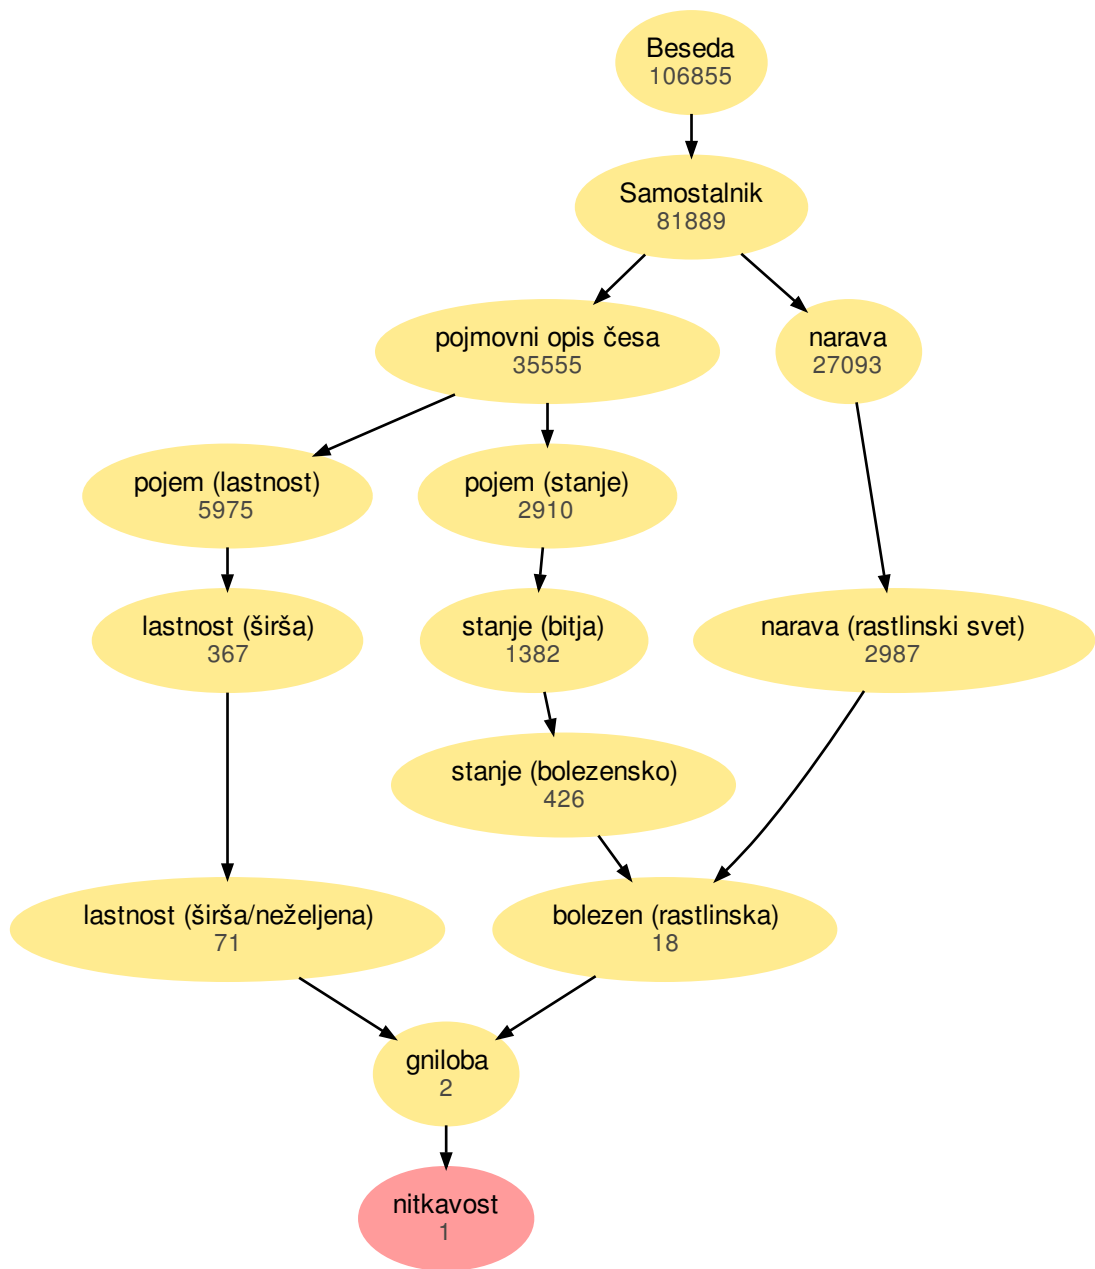 Beseda
106855
Samostalnik
81889
pojmovni opis česa
35555
narava
27093
pojem (lastnost)
5975
pojem (stanje)
2910
lastnost (širša)
367
stanje (bitja)
1382
narava (rastlinski svet)
2987
stanje (bolezensko)
426
lastnost (širša/neželjena)
71
bolezen (rastlinska)
18
gniloba
2
nitkavost
1